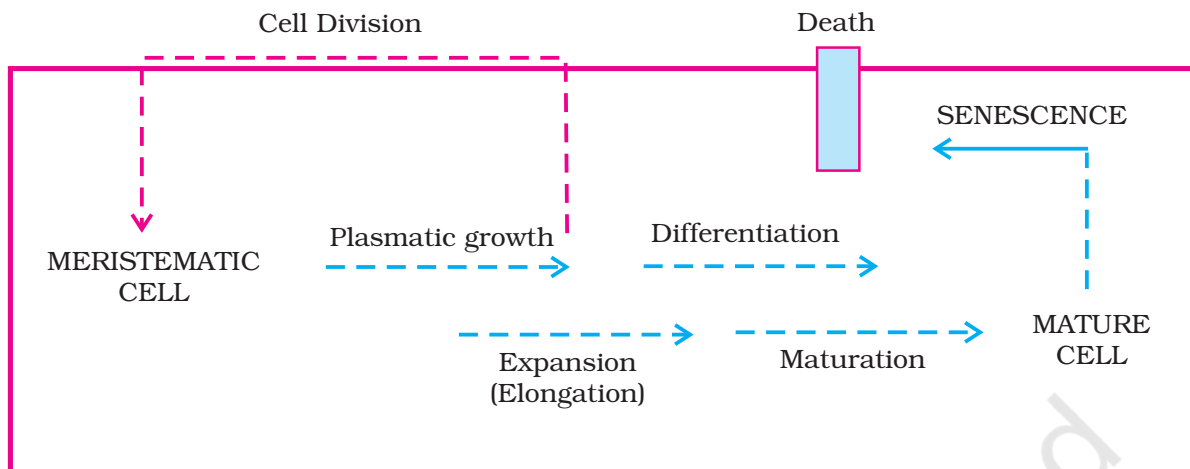 Cell Division
Death
SENESCENCE
Plasmatic growth
Differentiation
MERISTEMATIC
CELL
Expansion
(Elongation)
Maturation
MATURE
CELL
d